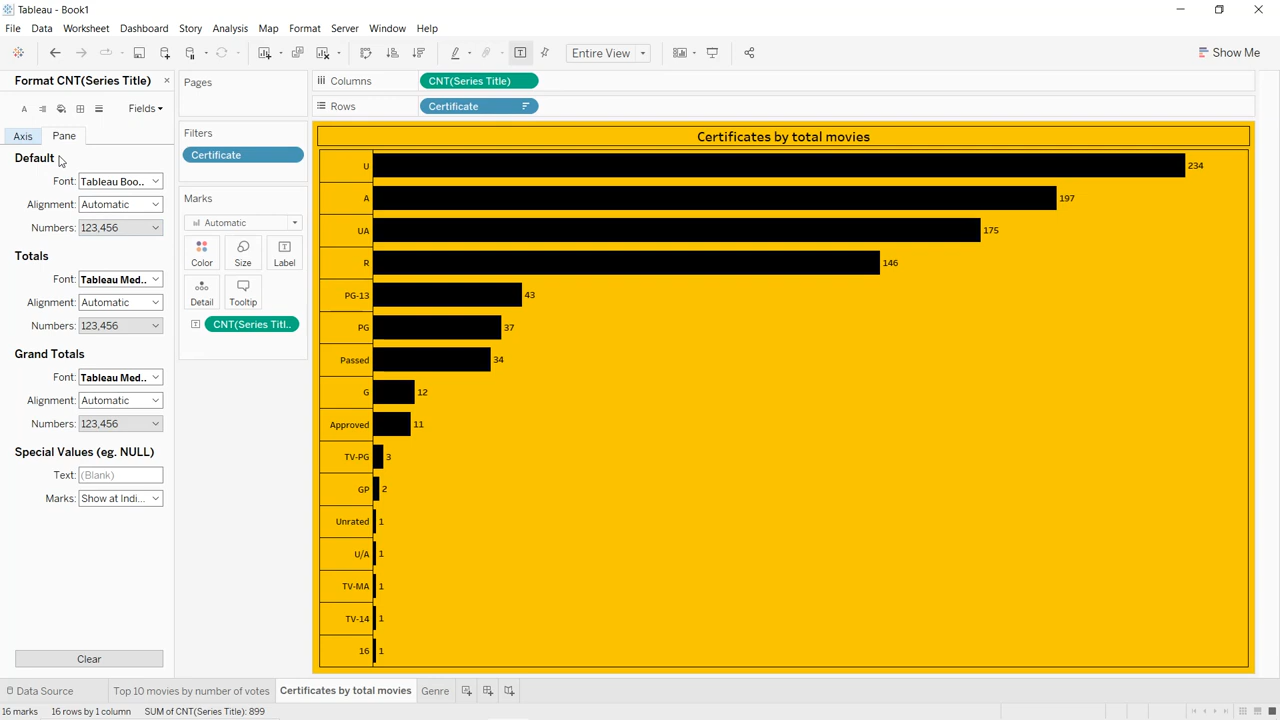 Tableau - Book1
File Data Worksheet Dashboard Story Analysis Map Format Server Window Help
Entire View
Show Me
Format CNT(Series Title)
Fields
Axis Pane
Default
Font: Tableau Boo..
Alignment: Automatic
Numbers: 123,456
Totals
Font: Tableau Med..
Alignment: Automatic
Numbers: 123,456
Grand Totals
Font: Tableau Med..
Alignment: Automatic
Numbers: 123,456
Special Values (eg. NULL)
Text: (Blank)
Marks: Show at Indi...
Clear
Pages
Filters
Certificate
Marks
Automatic
Color Size Label
Detail Tooltip
CNT(Series Titl..
Columns CNT(Series Title)
Rows Certificate
Certificates by total movies
U 234
A 197
UA 175
R 146
PG-13 43
PG 37
Passed 34
G 12
Approved 11
TV-PG 3
GP 2
Unrated 1
U/A 1
TV-MA 1
TV-14 1
16 1
Data Source Top 10 movies by number of votes Certificates by total movies Genre
16 marks 16 rows by 1 column SUM of CNT(Series Title): 899